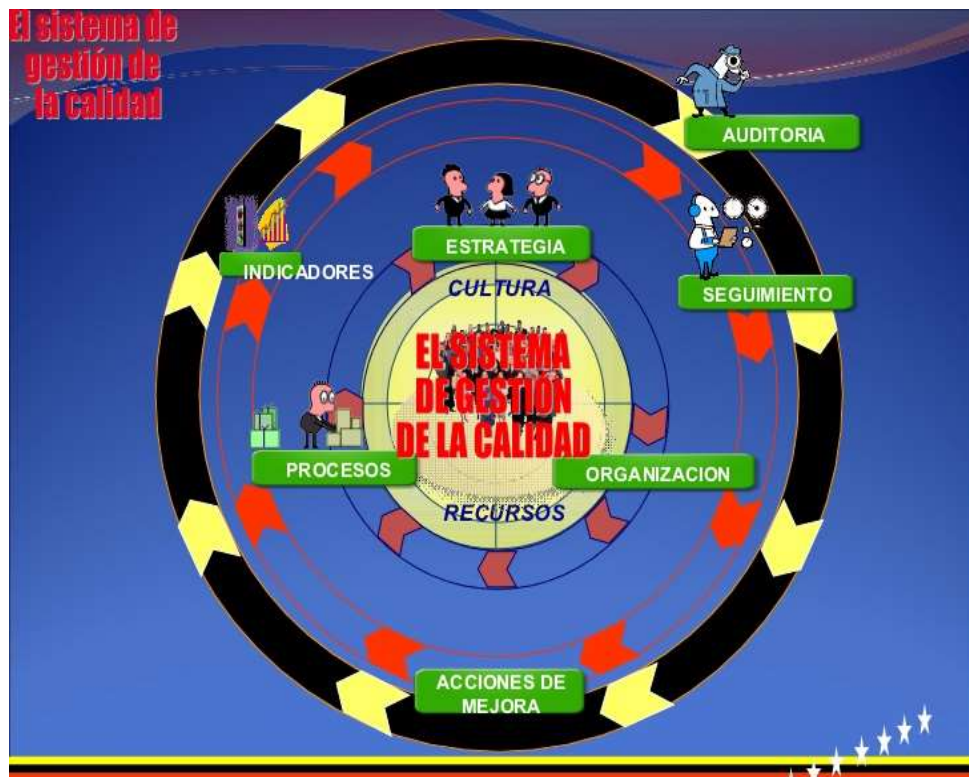 El sistema de
gestión de
la calidad
AUDITORIA
ESTRATEGIA
INDICADORES
CULTURA
SEGUIMIENTO
EL SISTEMA
DE GESTIÓN
DE LA CALIDAD
PROCESOS
ORGANIZACION
RECURSOS
ACCIONES DE
MEJORA